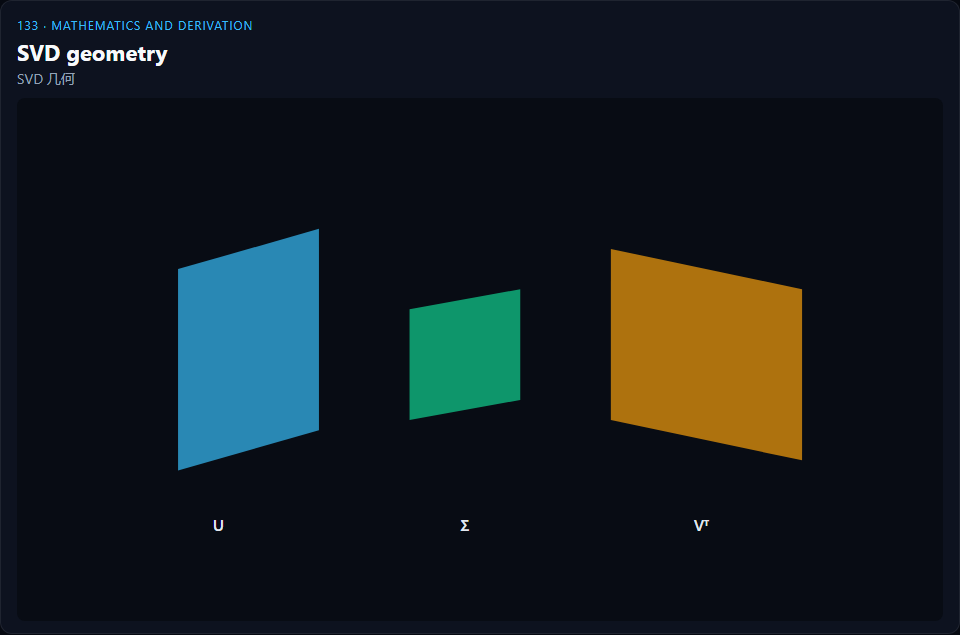 133 · MATHEMATICS AND DERIVATION
SVD geometry
SVD 几何
U
Σ
Vᵀ